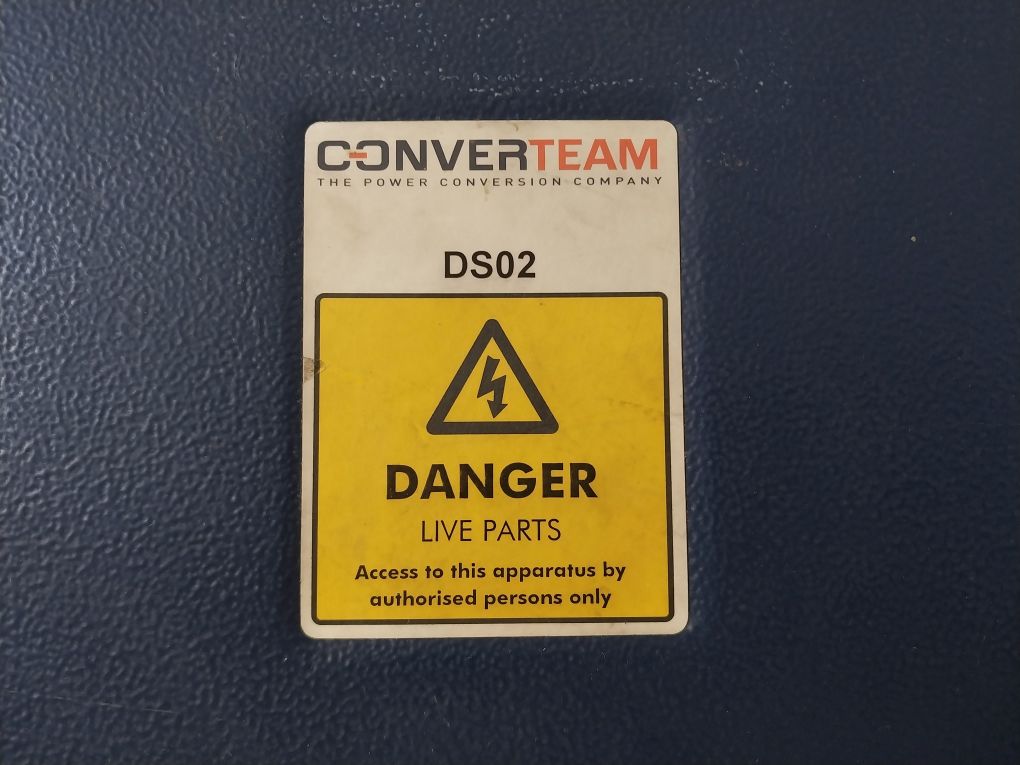 CONVERTEAM
THE POWER CONVERSION COMPANY
DS02
DANGER
LIVE PARTS
Access to this apparatus by
authorised persons only